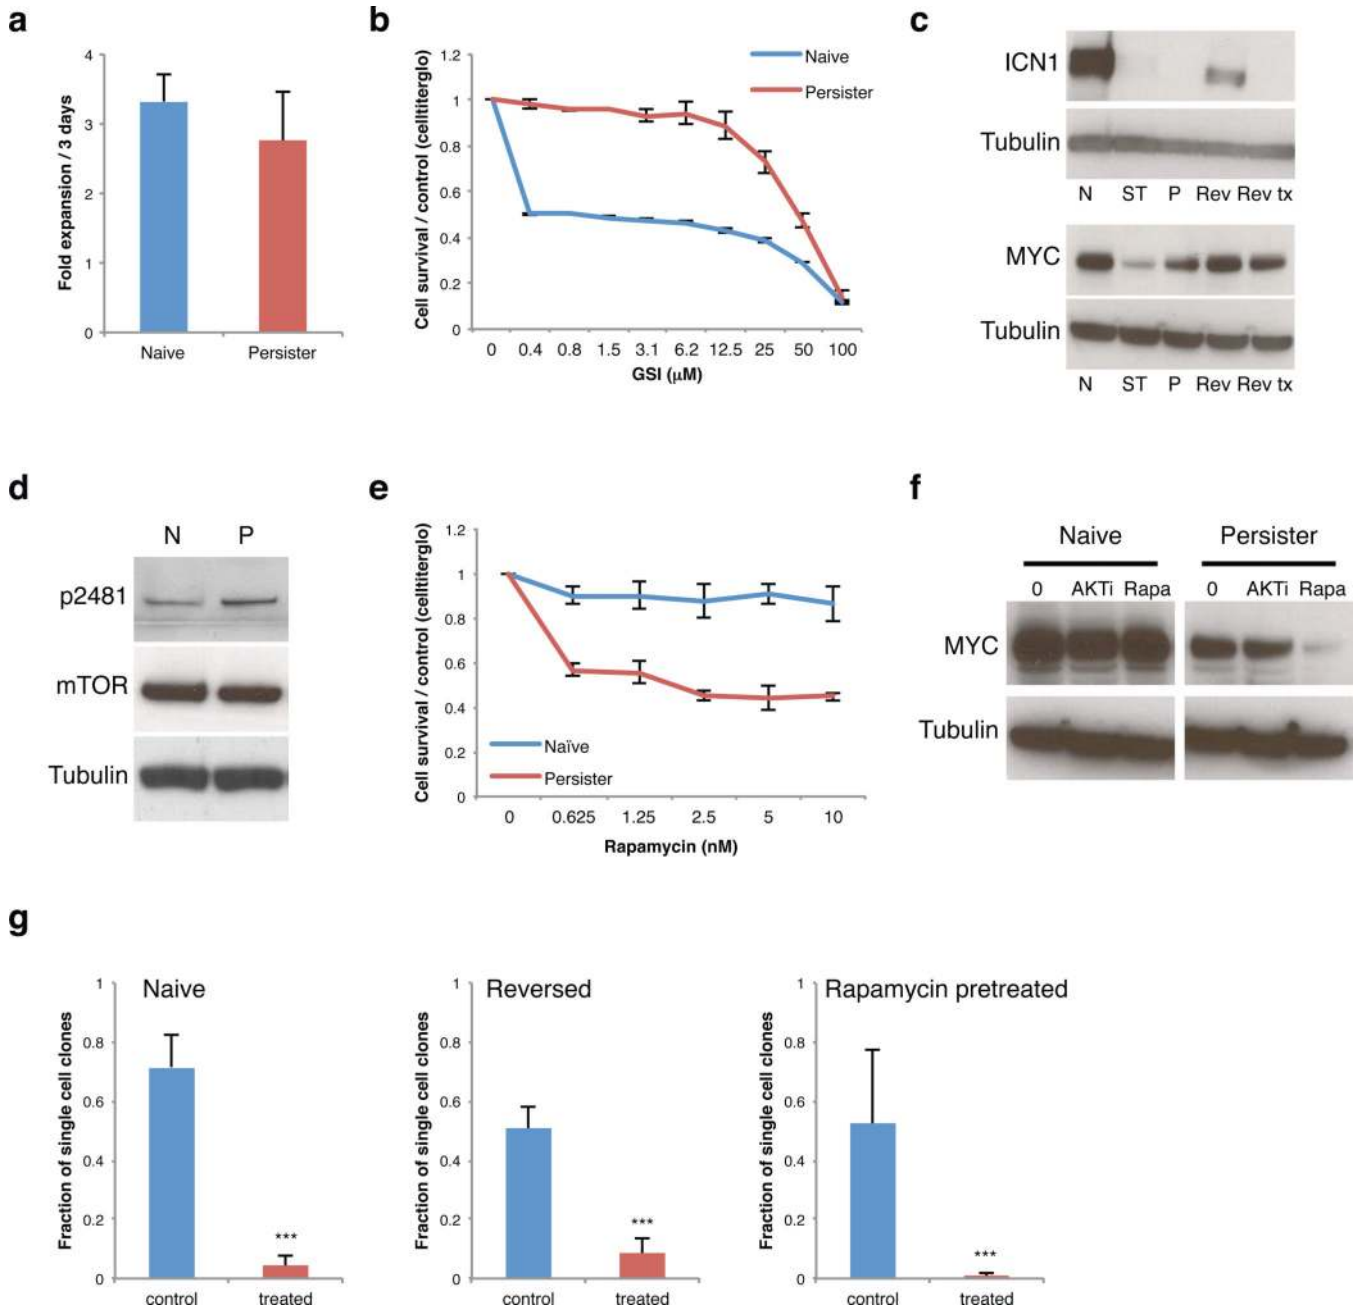 a
4
3
2
1
0
Fold expansion / 3 days
Naive
Persister
b
1.2
1
0.8
0.6
0.4
0.2
0
Cell survival / control (celltiterglo)
Naive
Persister
0 0.4 0.8 1.5 3.1 6.2 12.5 25 50 100
GSI (μM)
c
ICN1
Tubulin
N ST P Rev Rev tx
MYC
Tubulin
N ST P Rev Rev tx
d
N P
p2481
mTOR
Tubulin
e
1.2
1
0.8
0.6
0.4
0.2
0
Cell survival / control (celltiterglo)
Naïve
Persister
0 0.625 1.25 2.5 5 10
Rapamycin (nM)
f
Naive Persister
0 AKTi Rapa 0 AKTi Rapa
MYC
Tubulin
g
Naive
1
0.8
0.6
0.4
0.2
0
Fraction of single cell clones
***
control treated
Reversed
1
0.8
0.6
0.4
0.2
0
Fraction of single cell clones
***
control treated
Rapamycin pretreated
1
0.8
0.6
0.4
0.2
0
Fraction of single cell clones
***
control treated